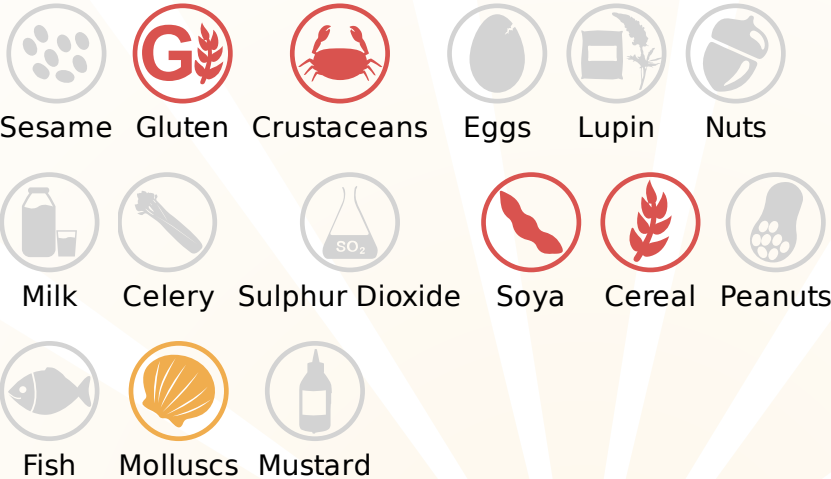 G
Sesame Gluten Crustaceans Eggs Lupin Nuts
SO₂
Milk Celery Sulphur Dioxide Soya Cereal Peanuts
Fish Molluscs Mustard